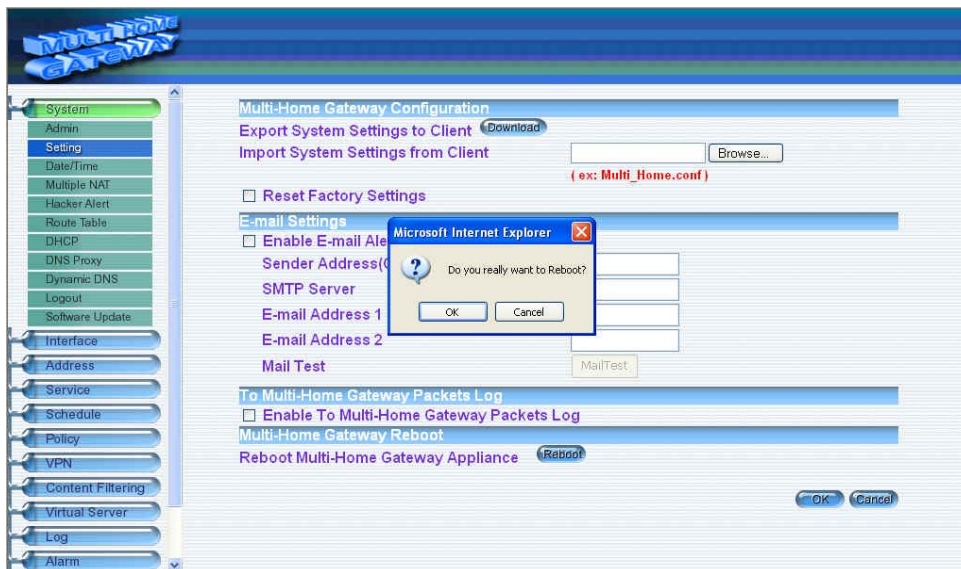 MULTI HOME
GATEWAY
System
Admin
Setting
Date/Time
Multiple NAT
Hacker Alert
Route Table
DHCP
DNS Proxy
Dynamic DNS
Logout
Software Update
Interface
Address
Service
Schedule
Policy
VPN
Content Filtering
Virtual Server
Log
Alarm
Multi-Home Gateway Configuration
Export System Settings to Client Download
Import System Settings from Client Browse...
( ex: Multi_Home.conf )
Reset Factory Settings
E-mail Settings
Enable E-mail Ale
Sender Address(
SMTP Server
E-mail Address 1
E-mail Address 2
Mail Test MailTest
Microsoft Internet Explorer
Do you really want to Reboot?
OK Cancel
To Multi-Home Gateway Packets Log
Enable To Multi-Home Gateway Packets Log
Multi-Home Gateway Reboot
Reboot Multi-Home Gateway Appliance Reboot
OK Cancel